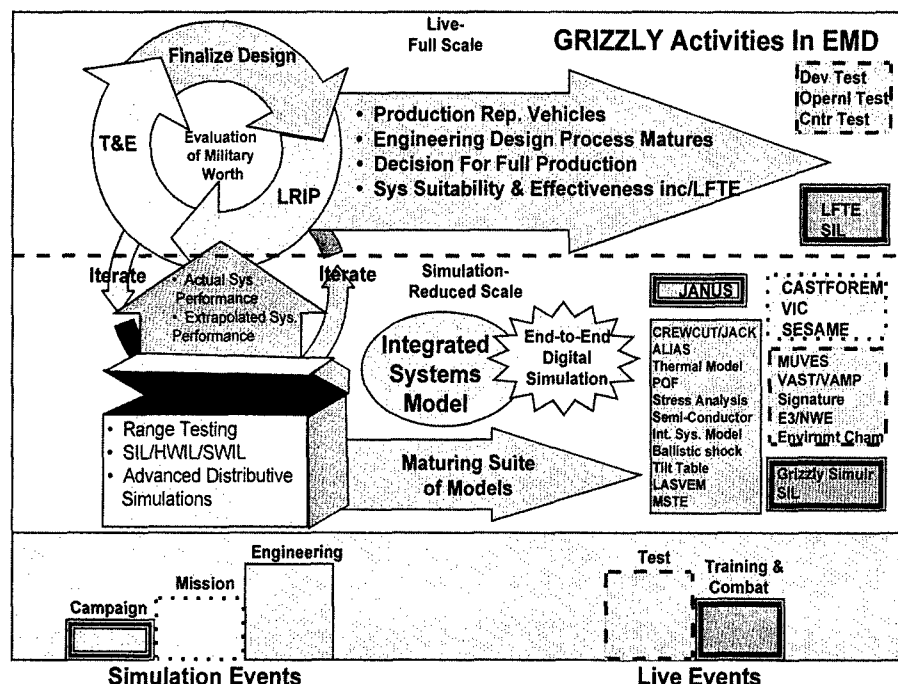 Live-
Full Scale
GRIZZLY Activities In EMD
Finalize Design
T&E
Evaluation
of Military
Worth
LRIP
• Production Rep. Vehicles
• Engineering Design Process Matures
• Decision For Full Production
• Sys Suitability & Effectiveness inc/LFTE
Dev Test
Opernl Test
Cntr Test
LFTE
SIL
Iterate
Iterate
• Actual Sys.
Performance
• Extrapolated Sys.
Performance
Simulation-
Reduced Scale
Integrated
Systems
Model
End-to-End
Digital
Simulation
JANUS
CASTFOREM
VIC
SESAME
CREWCUT/JACK
ALIAS
Thermal Model
POF
Stress Analysis
Semi-Conductor
Int. Sys. Model
Ballistic shock
Tilt Table
LASVEM
MSTE
MUVES
VAST/VAMP
Signature
E3/NWE
Envirmnt Cham
Grizzly Simulr
SIL
• Range Testing
• SIL/HWIL/SWIL
• Advanced Distributive
Simulations
Maturing Suite
of Models
Campaign
Mission
Engineering
Test
Training &
Combat
Simulation Events
Live Events